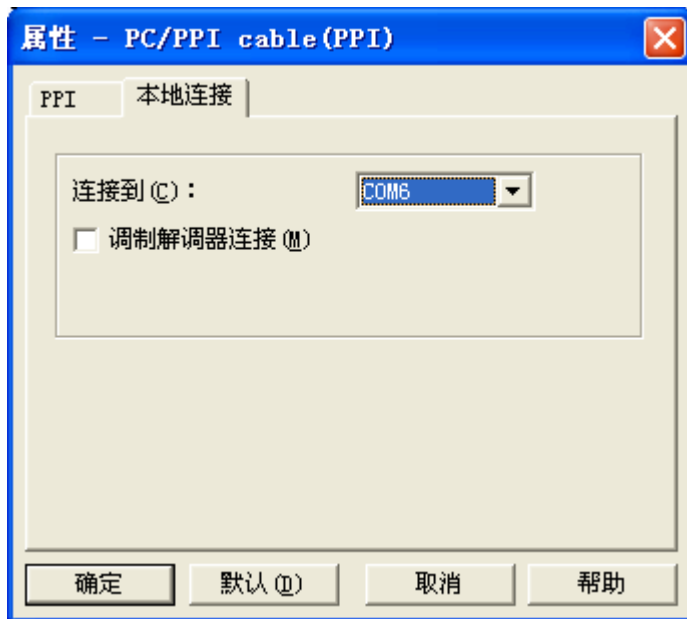 属性 - PC/PPI cable(PPI)
PPI 本地连接
连接到(C): COM6
调制解调器连接(M)
确定 默认(D) 取消 帮助